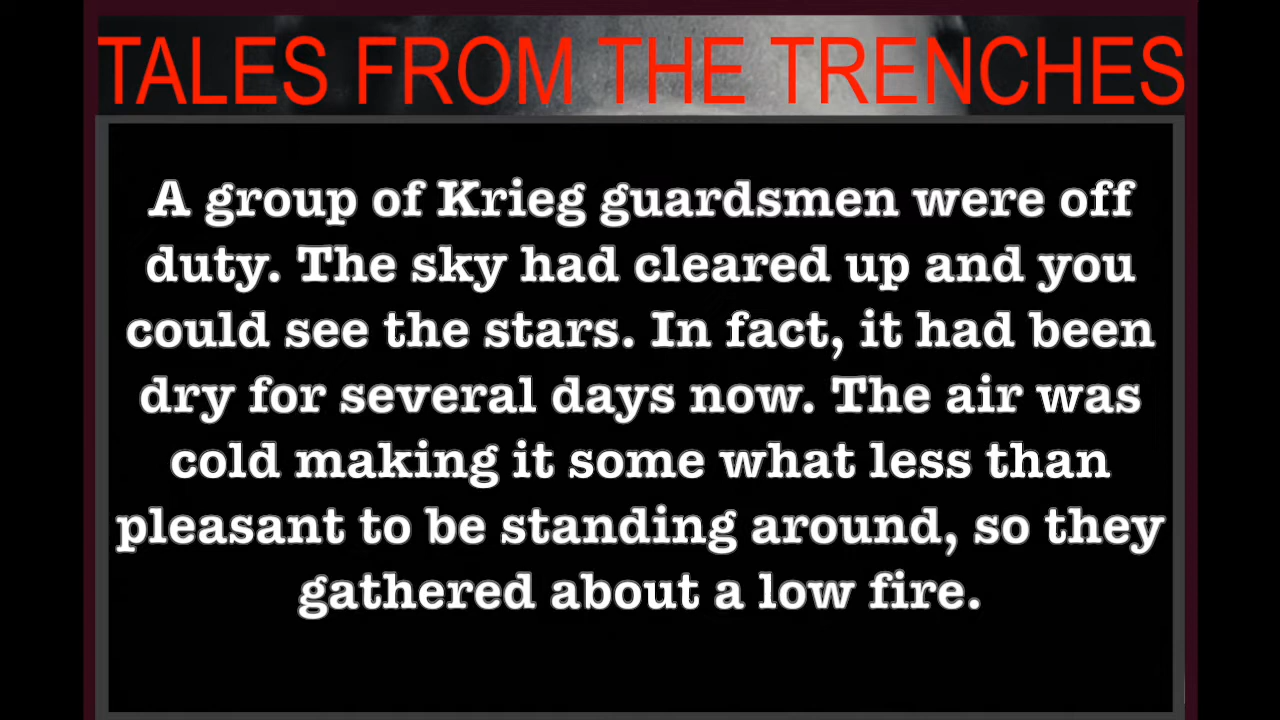 TALES FROM THE TRENCHES
A group of Krieg guardsmen were off
duty. The sky had cleared up and you
could see the stars. In fact, it had been
dry for several days now. The air was
cold making it some what less than
pleasant to be standing around, so they
gathered about a low fire.